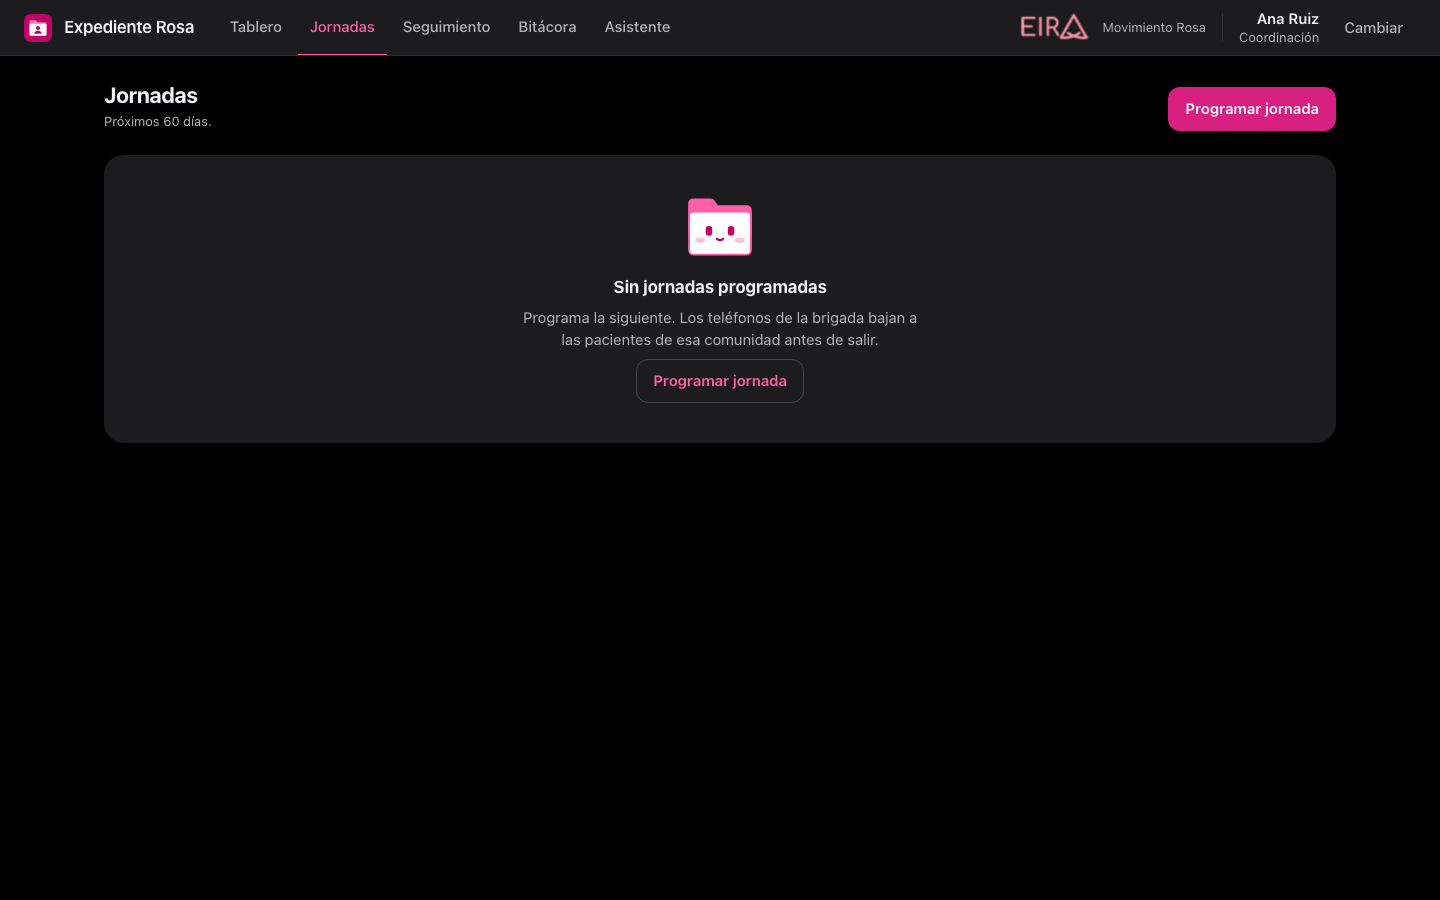 Expediente Rosa
Tablero
Jornadas
Seguimiento
Bitácora
Asistente
EIRA
Movimiento Rosa
Ana Ruiz
Coordinación
Cambiar
Jornadas
Próximos 60 días.
Programar jornada
Sin jornadas programadas
Programa la siguiente. Los teléfonos de la brigada bajan a
las pacientes de esa comunidad antes de salir.
Programar jornada